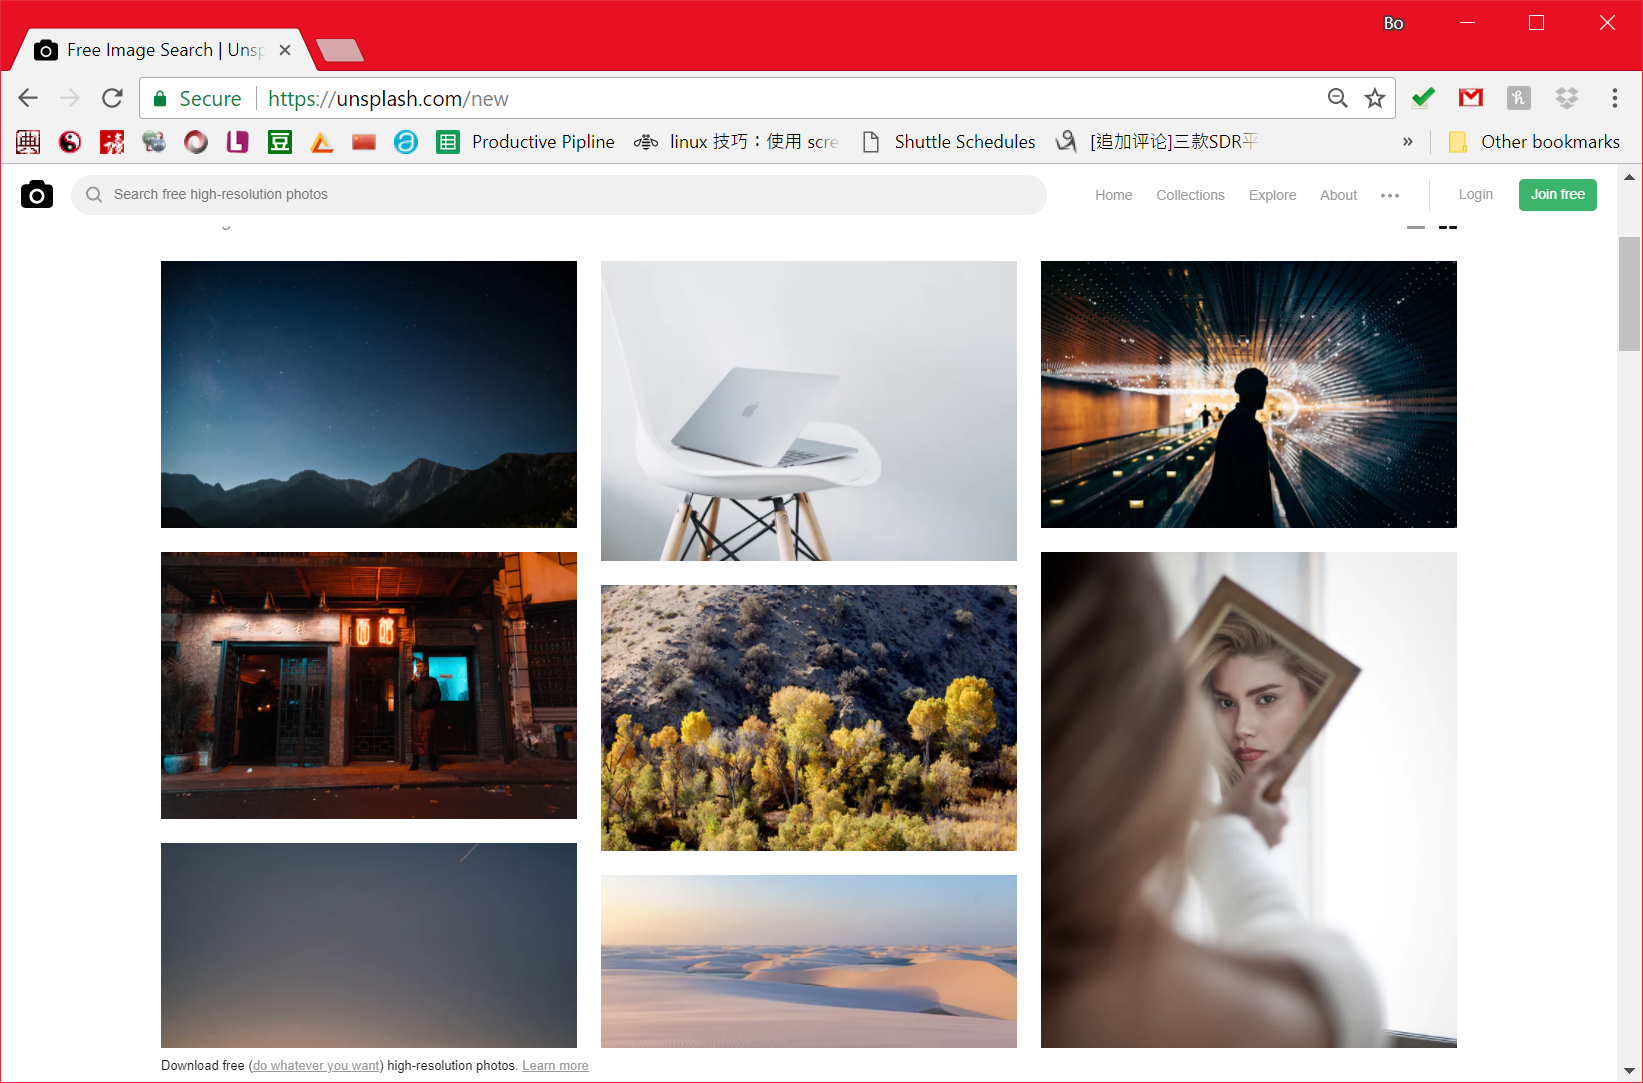 Bo
Free Image Search | Unsp
Secure https://unsplash.com/new
Productive Pipline linux 技巧：使用 scre Shuttle Schedules [追加评论]三款SDR平 » Other bookmarks
Search free high-resolution photos Home Collections Explore About ••• Login Join free
酒館
Download free (do whatever you want) high-resolution photos. Learn more